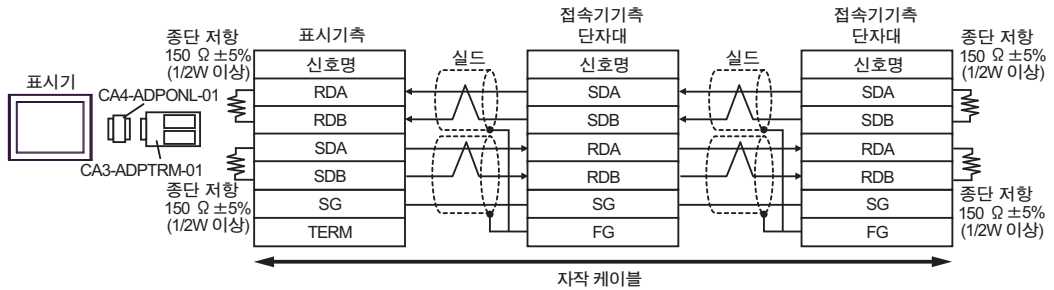 표시기
CA4-ADPONL-01
CA3-ADPTRM-01
종단 저항
150 Ω ±5%
(1/2W 이상)
종단 저항
150 Ω ±5%
(1/2W 이상)
표시기측
신호명
RDA
RDB
SDA
SDB
SG
TERM
실드
접속기기측
단자대
신호명
SDA
SDB
RDA
RDB
SG
FG
실드
접속기기측
단자대
신호명
SDA
SDB
RDA
RDB
SG
FG
종단 저항
150 Ω ±5%
(1/2W 이상)
종단 저항
150 Ω ±5%
(1/2W 이상)
자작 케이블